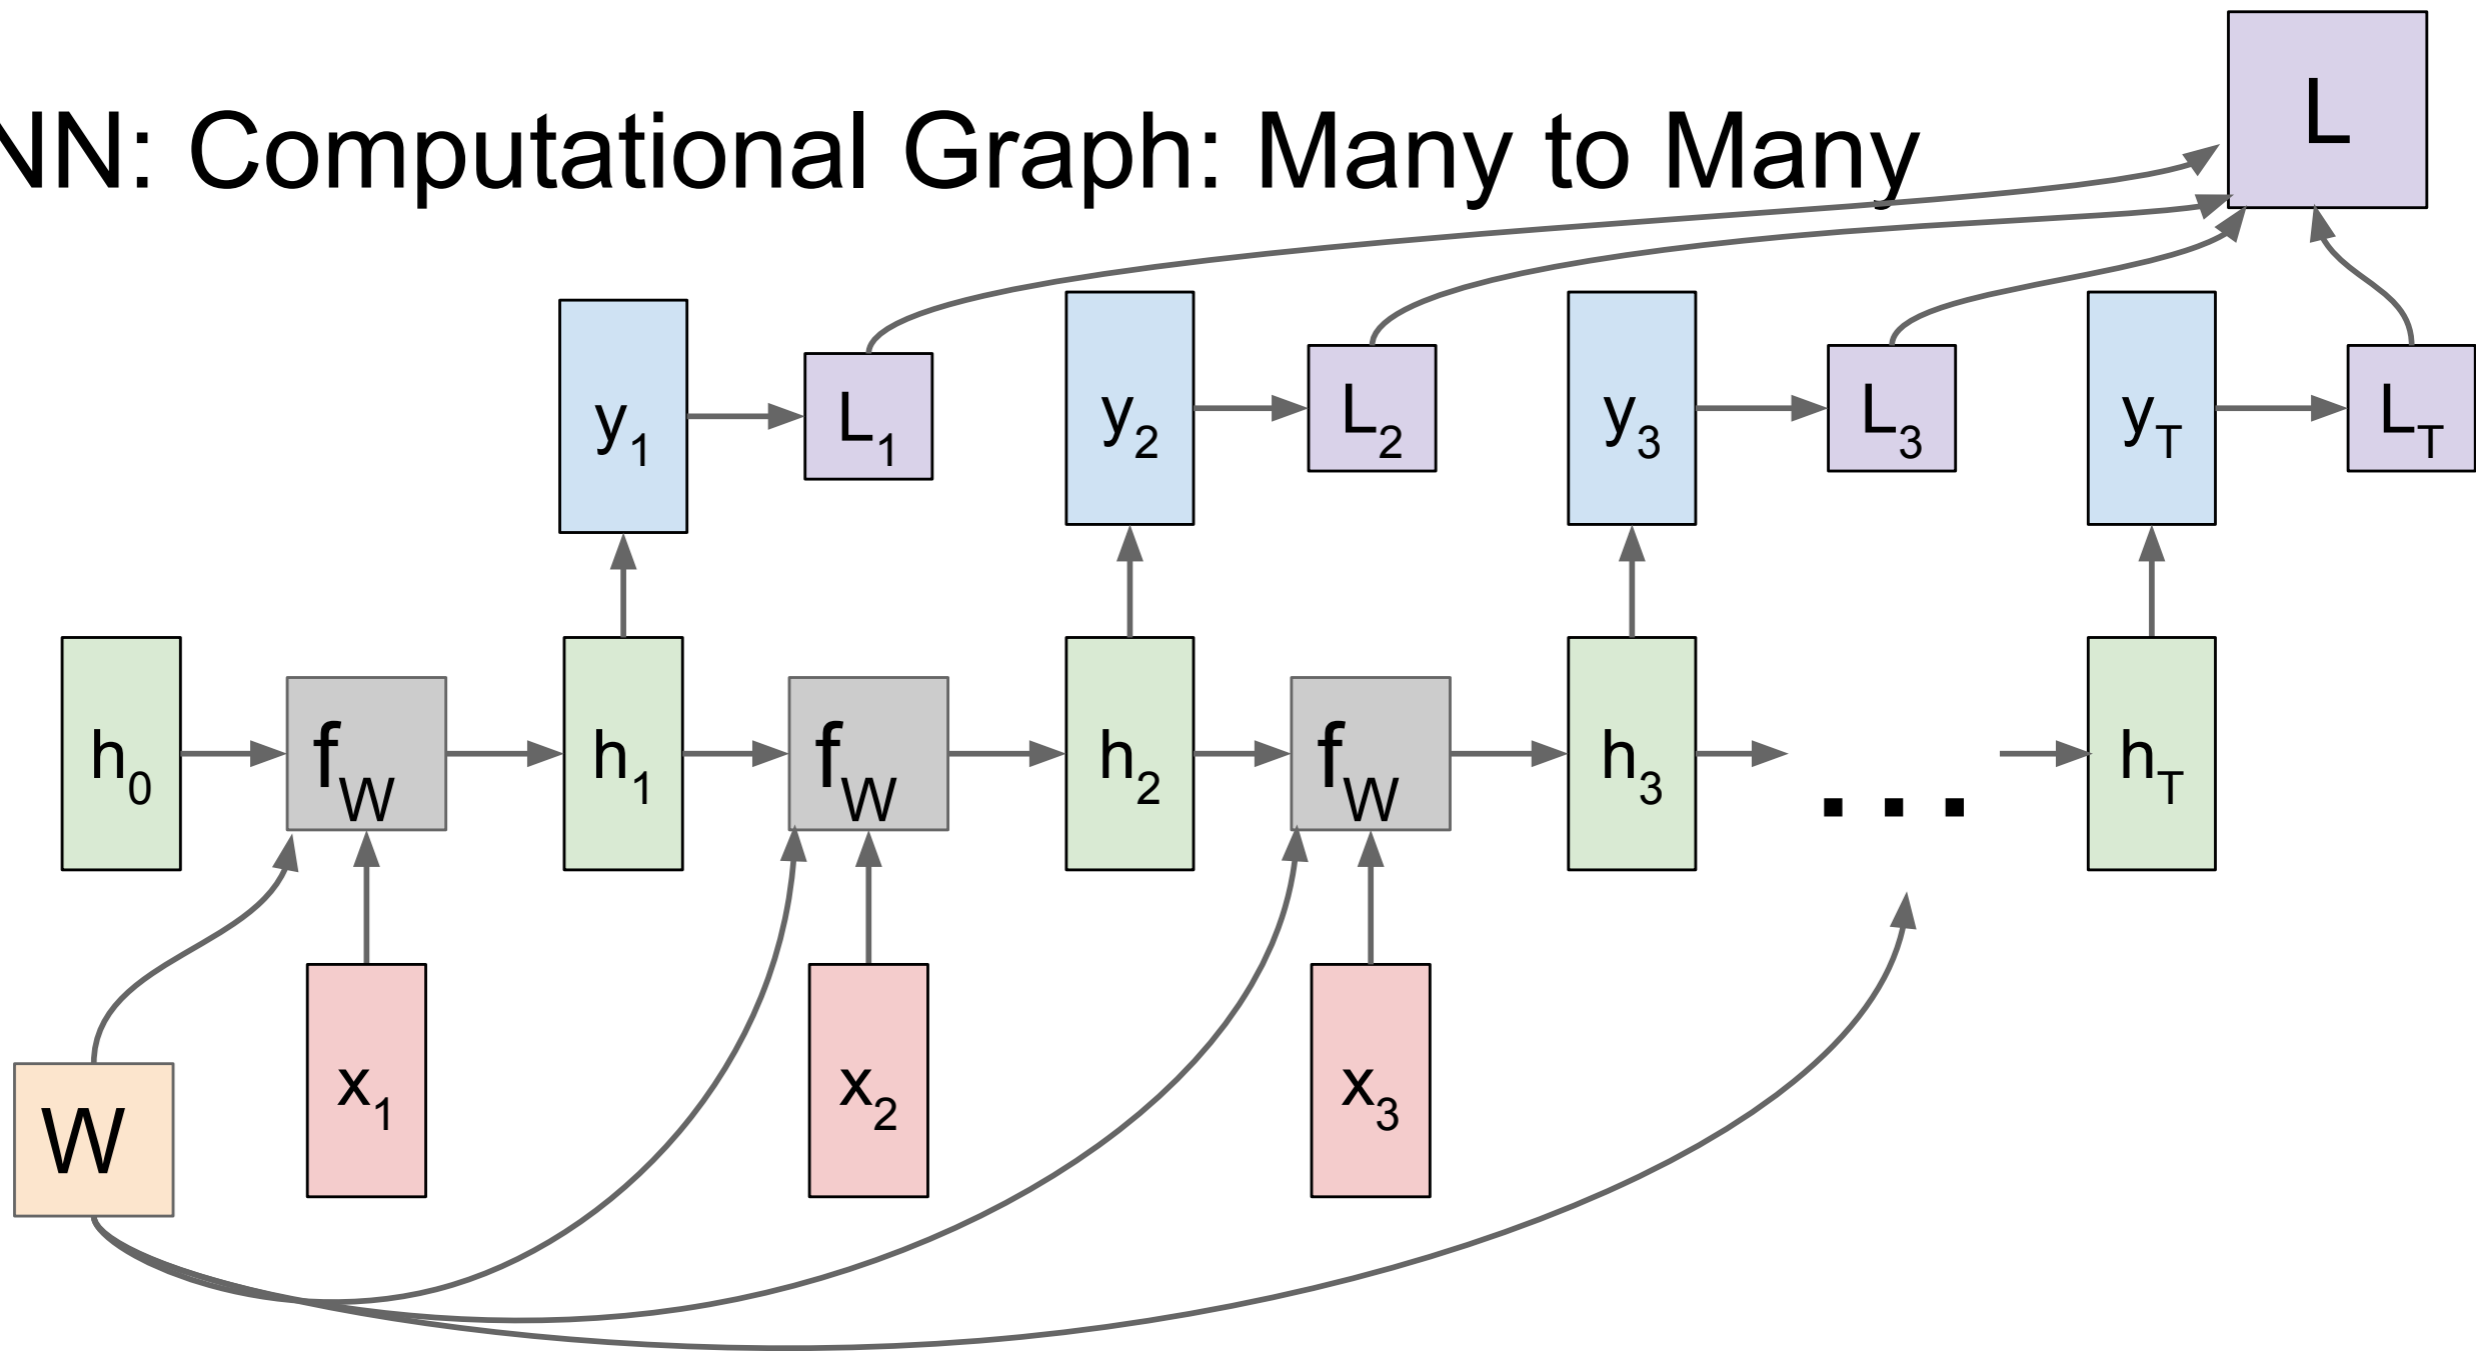 NN: Computational Graph: Many to Many
L
y1 L1 y2 L2 y3 L3 yT LT
h0 fW h1 fW h2 fW h3 ... hT
W x1 x2 x3